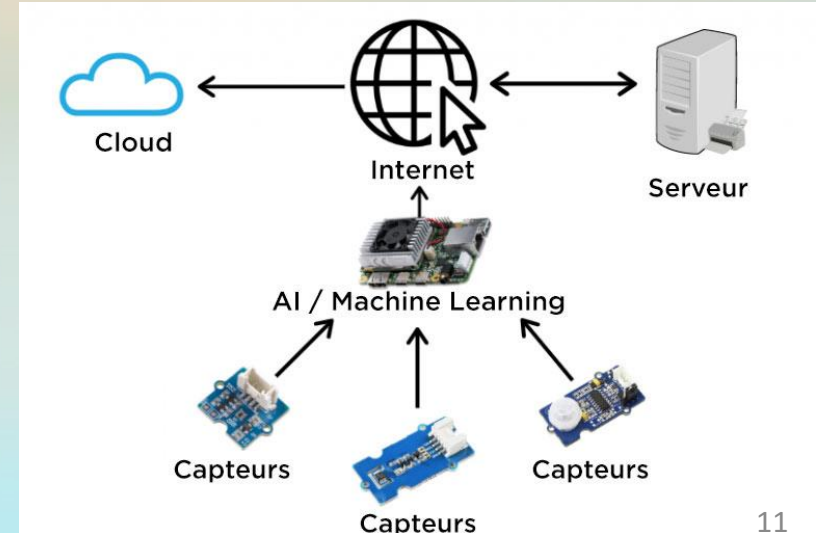 Cloud
Internet
Serveur
AI / Machine Learning
Capteurs
Capteurs
Capteurs
11